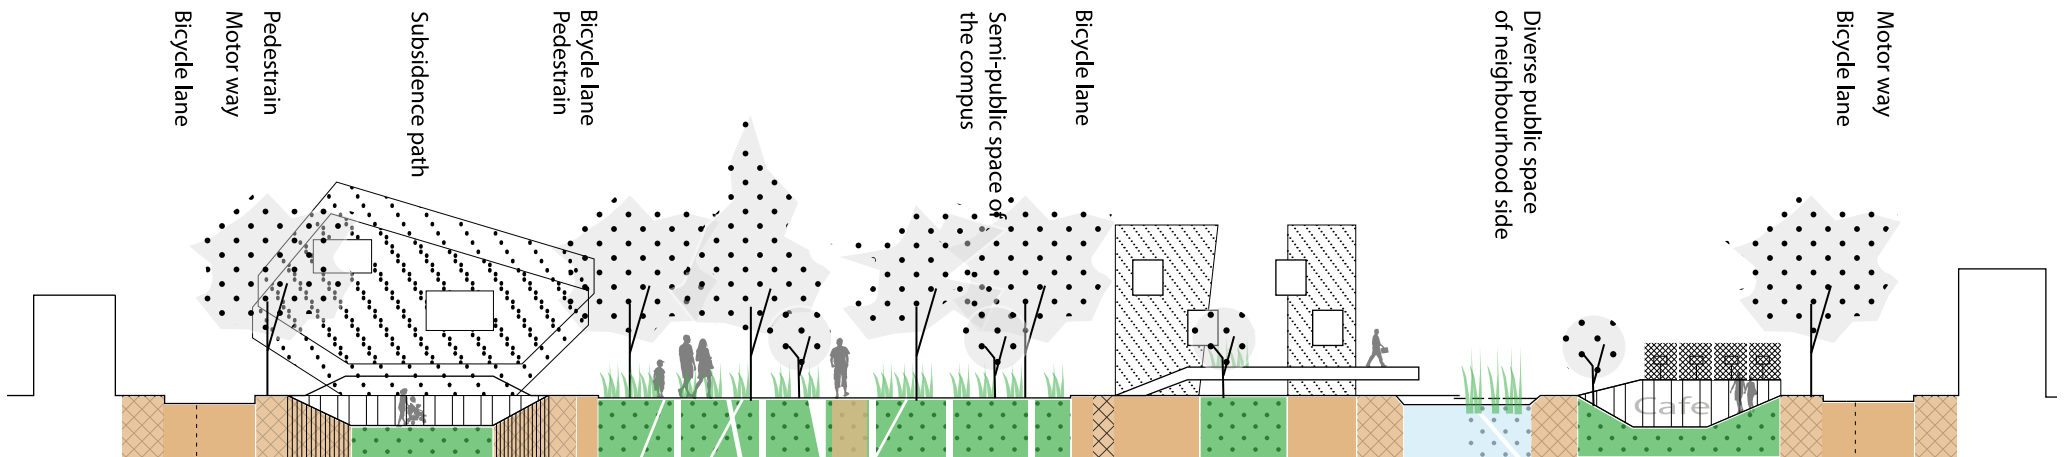 Bicycle lane
Motor way
Pedestrain
Subsidence path
Bicycle lane
Pedestrain
Semi-public space of
the compus
Bicycle lane
Diverse public space
of neighbourhood side
Motor way
Bicycle lane
Cafe